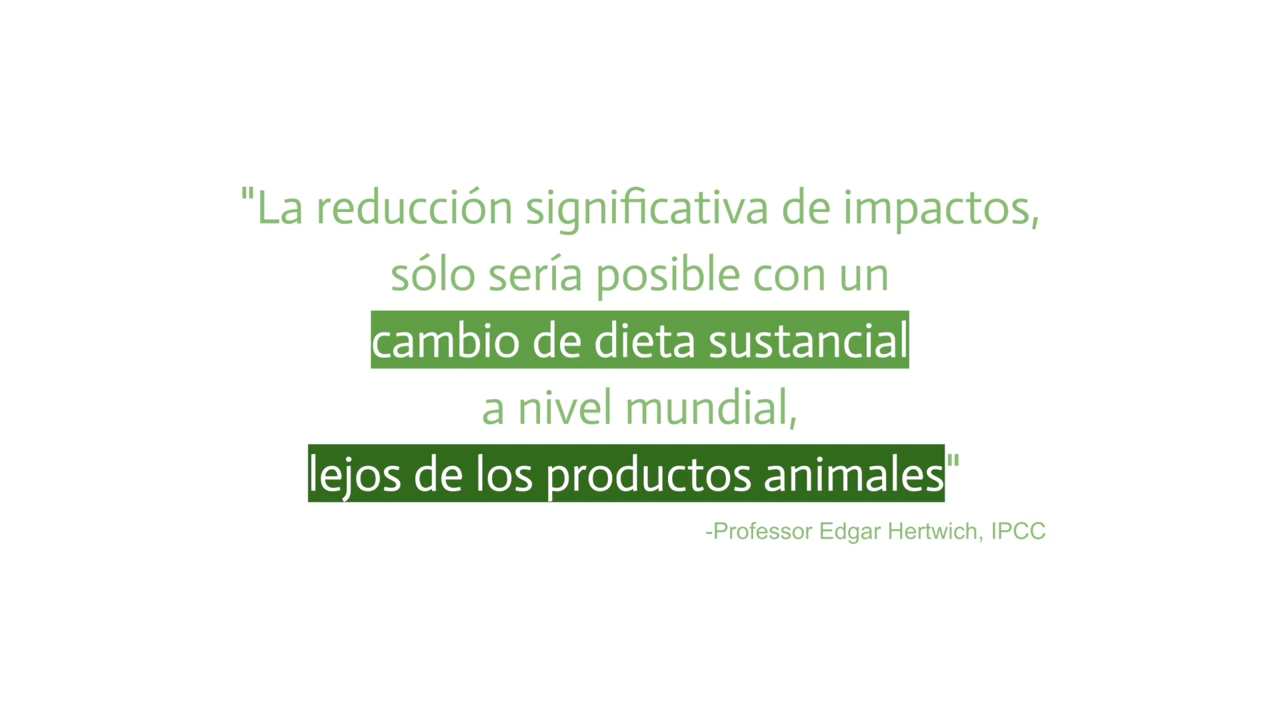 "La reducción significativa de impactos,
sólo sería posible con un
cambio de dieta sustancial
a nivel mundial,
lejos de los productos animales"
-Professor Edgar Hertwich, IPCC